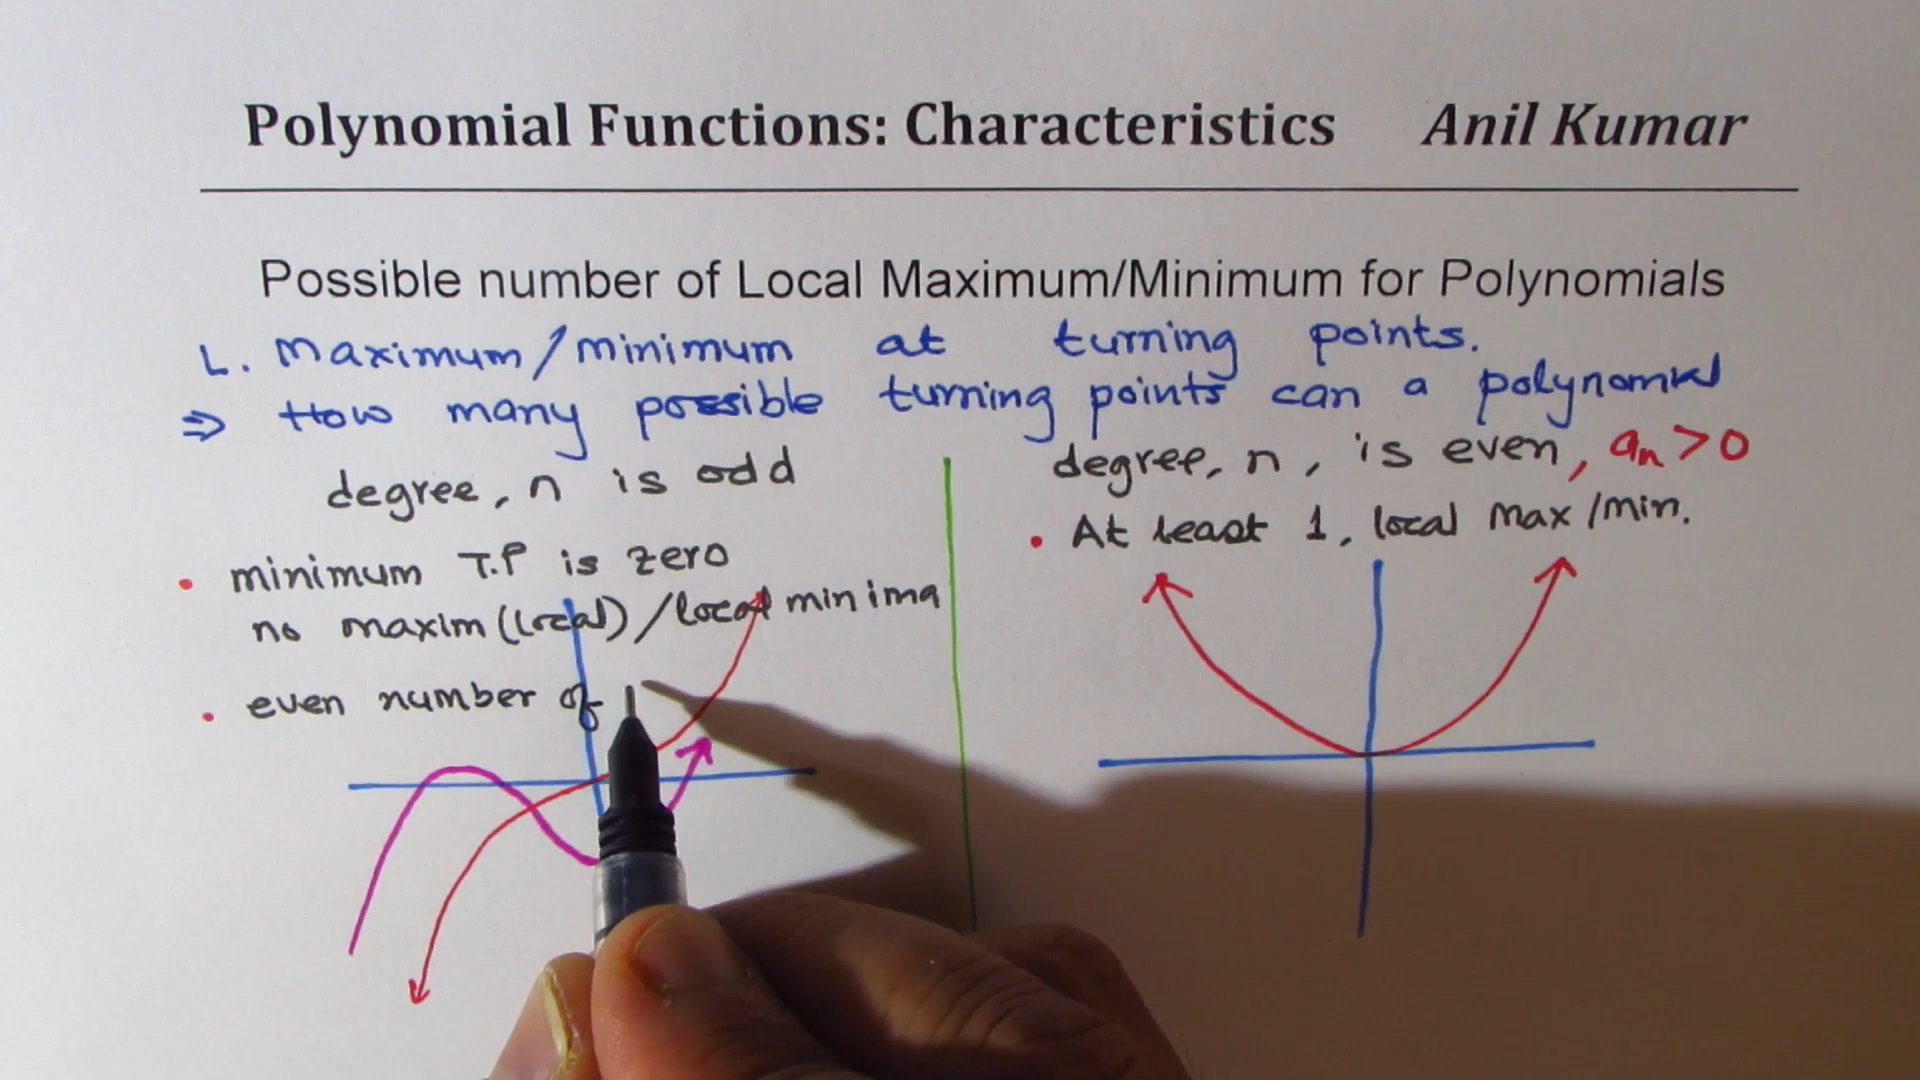 Polynomial Functions: Characteristics Anil Kumar
Possible number of Local Maximum/Minimum for Polynomials
L. Maximum/minimum at turning points.
⇒ How many possible turning points can a polynomial
degree, n is odd
• minimum T.P is zero
no maxim (local)/local minima
• even number of
degree, n, is even, an > 0
• At least 1, local max/min.